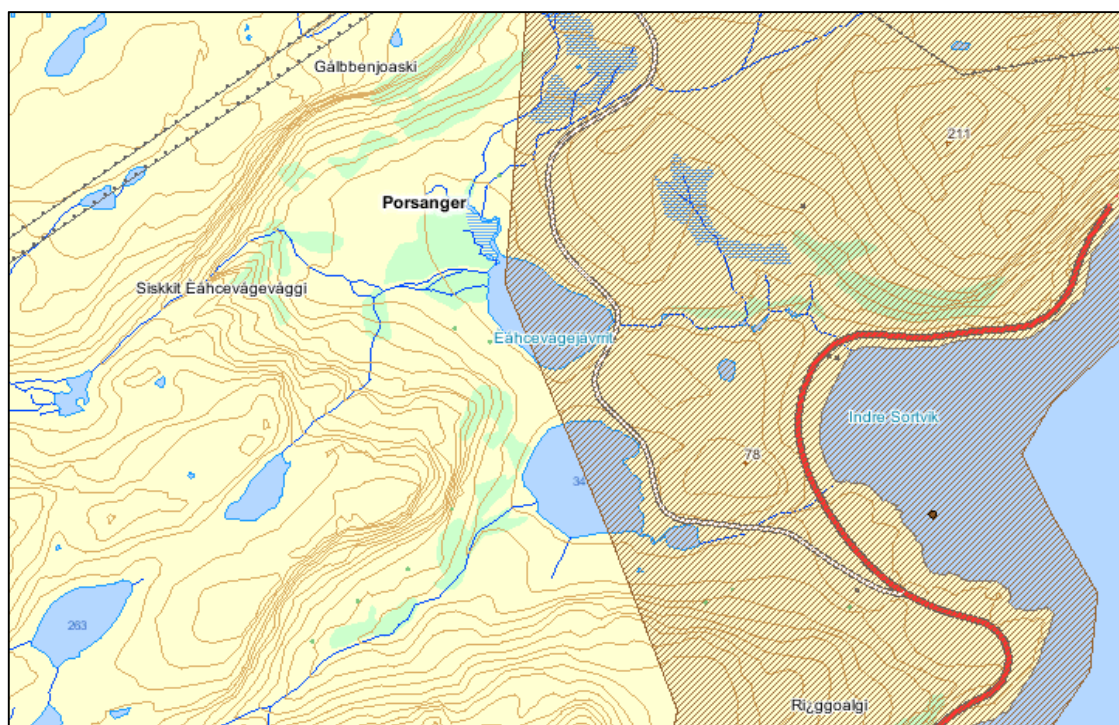 Gálbbenjoaski
211
Porsanger
Siskkit Èáhcevágevággi
Èáhcevágejávrrit
Indre Sortvik
78
34
263
Ri¿ggoalgi